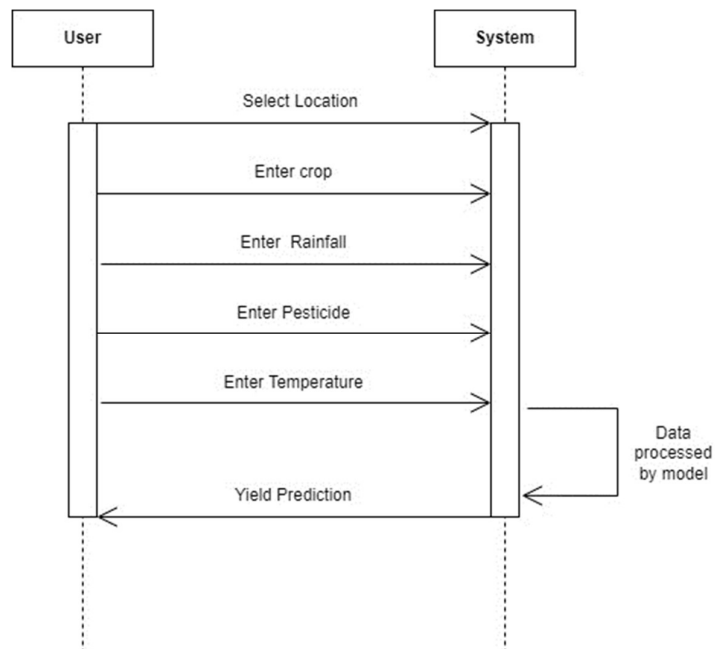 User
System
Select Location
Enter crop
Enter Rainfall
Enter Pesticide
Enter Temperature
Data
processed
by model
Yield Prediction